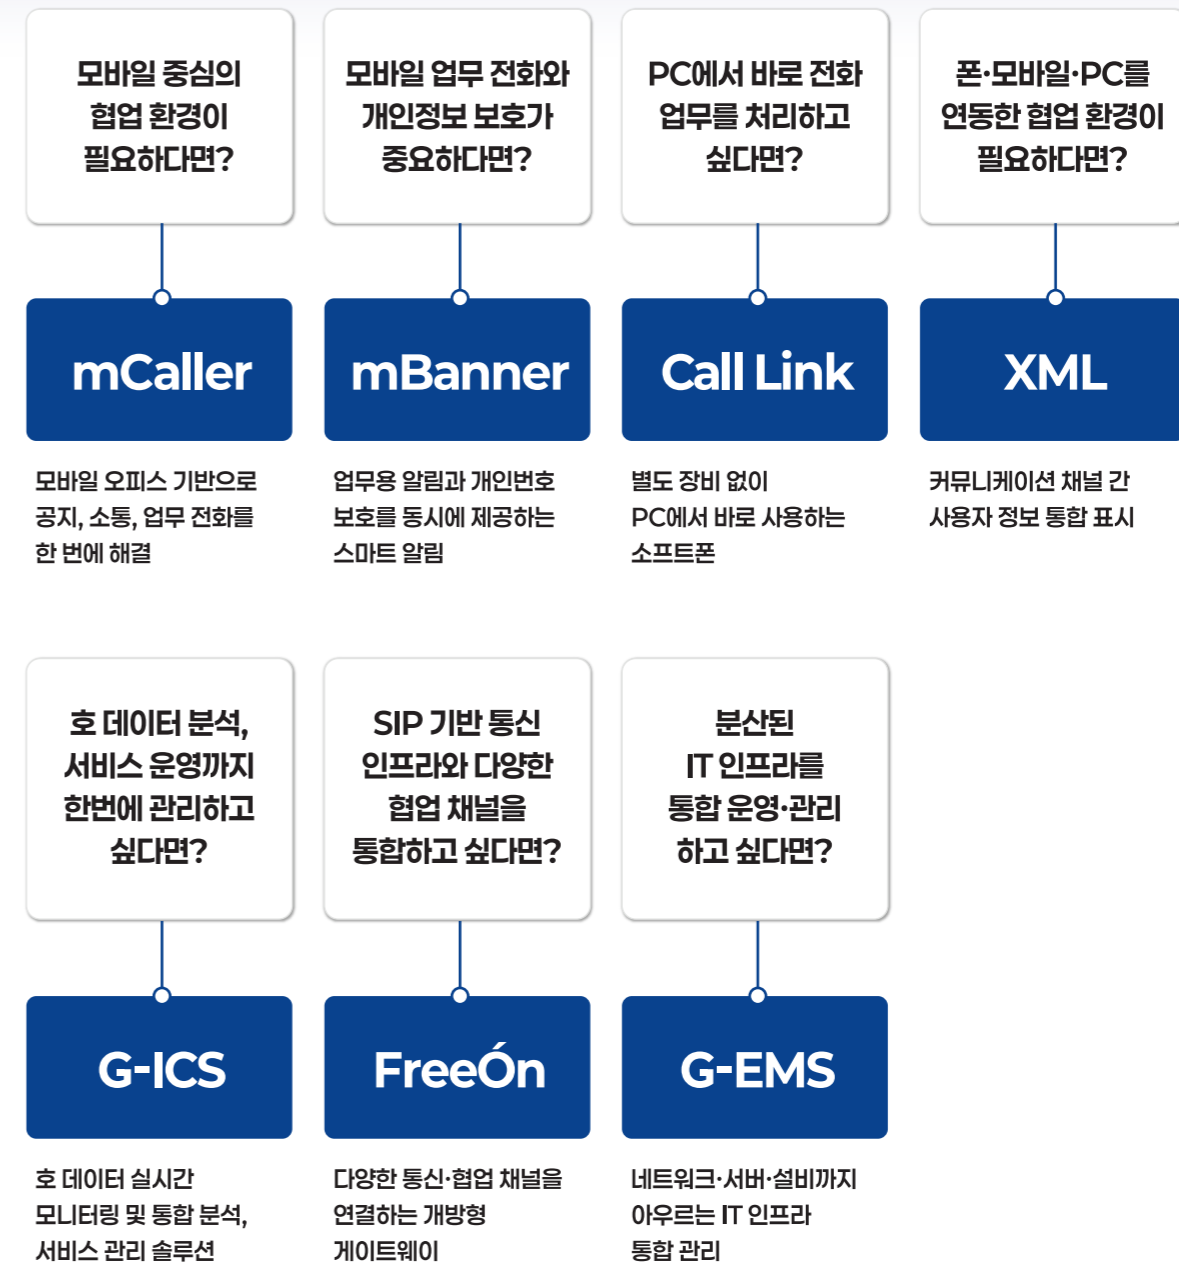 모바일 중심의
협업 환경이
필요하다면?
모바일 업무 전화와
개인정보 보호가
중요하다면?
PC에서 바로 전화
업무를 처리하고
싶다면?
폰·모바일·PC를
연동한 협업 환경이
필요하다면?
mCaller
mBanner
Call Link
XML
모바일 오피스 기반으로
공지, 소통, 업무 전화를
한 번에 해결
업무용 알림과 개인번호
보호를 동시에 제공하는
스마트 알림
별도 장비 없이
PC에서 바로 사용하는
소프트폰
커뮤니케이션 채널 간
사용자 정보 통합 표시
호 데이터 분석,
서비스 운영까지
한번에 관리하고
싶다면?
SIP 기반 통신
인프라와 다양한
협업 채널을
통합하고 싶다면?
분산된
IT 인프라를
통합 운영·관리
하고 싶다면?
G-ICS
FreeÓn
G-EMS
호 데이터 실시간
모니터링 및 통합 분석,
서비스 관리 솔루션
다양한 통신·협업 채널을
연결하는 개방형
게이트웨이
네트워크·서버·설비까지
아우르는 IT 인프라
통합 관리